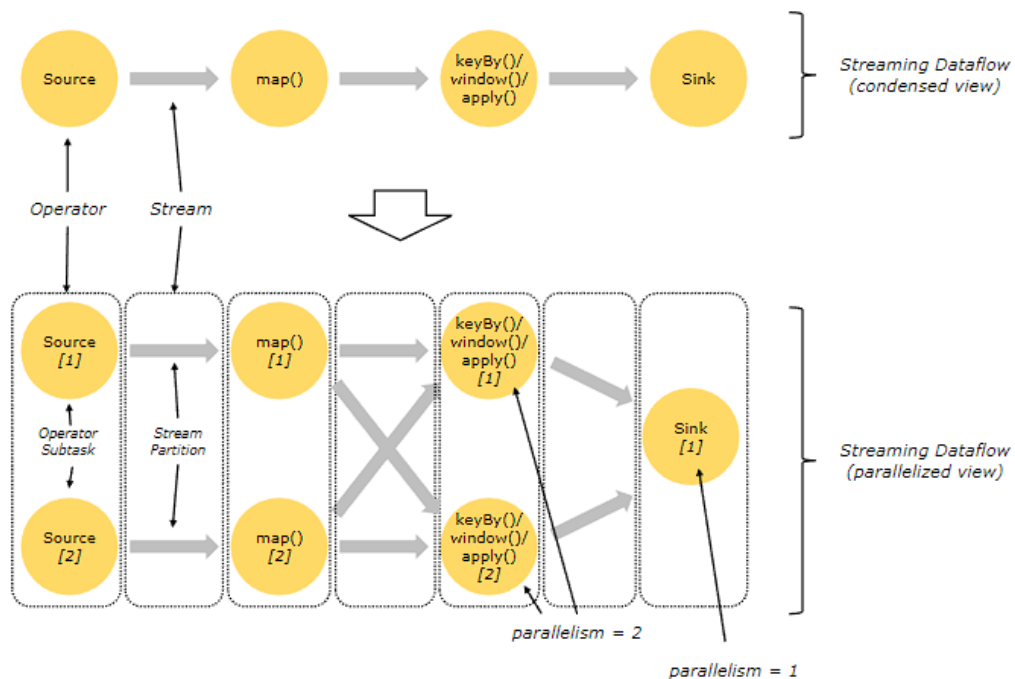 Source
map()
keyBy()/
window()/
apply()
Sink
Streaming Dataflow
(condensed view)
Operator
Stream
Source
[1]
map()
[1]
keyBy()/
window()/
apply()
[1]
Operator
Subtask
Stream
Partition
Sink
[1]
Streaming Dataflow
(parallelized view)
Source
[2]
map()
[2]
keyBy()/
window()/
apply()
[2]
parallelism = 2
parallelism = 1